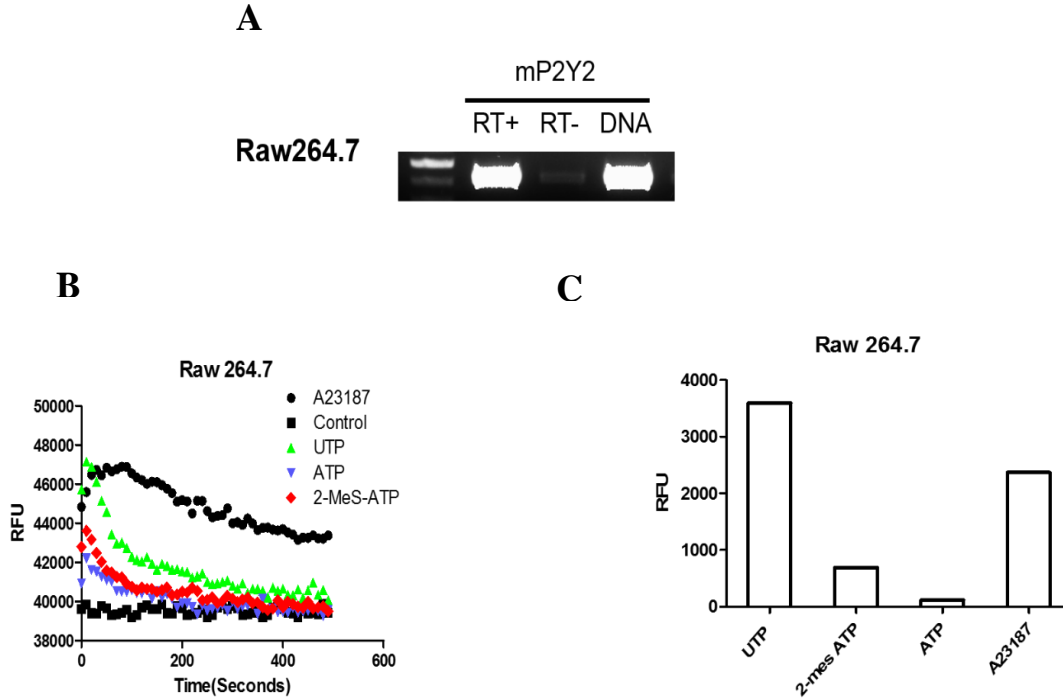 A
mP2Y2
RT+ RT- DNA
Raw264.7
B
Raw 264.7
A23187
Control
UTP
ATP
2-MeS-ATP
50000
48000
46000
44000
42000
40000
38000
RFU
0 200 400 600
Time(Seconds)
C
Raw 264.7
4000
3000
2000
1000
0
RFU
UTP
2-mes ATP
ATP
A23187